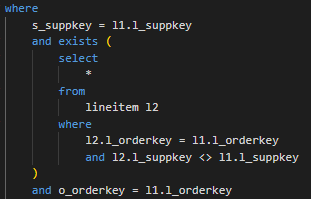 where
    s_suppkey = l1.l_suppkey
    and exists (
        select
            *
        from
            lineitem l2
        where
            l2.l_orderkey = l1.l_orderkey
            and l2.l_suppkey <> l1.l_suppkey
    )
    and o_orderkey = l1.l_orderkey